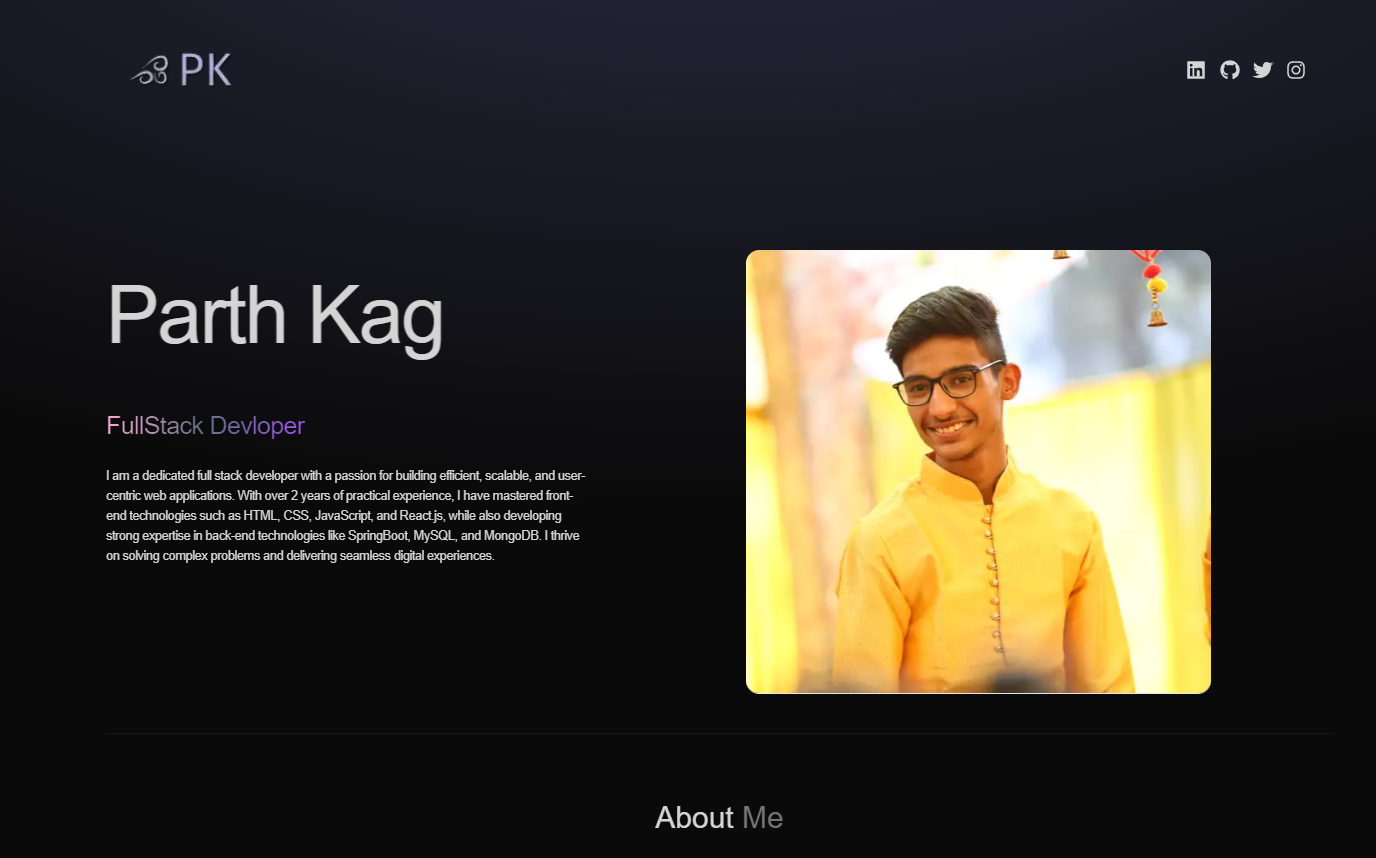 PK
Parth Kag
FullStack Devloper
I am a dedicated full stack developer with a passion for building efficient, scalable, and user-
centric web applications. With over 2 years of practical experience, I have mastered front-
end technologies such as HTML, CSS, JavaScript, and React.js, while also developing
strong expertise in back-end technologies like SpringBoot, MySQL, and MongoDB. I thrive
on solving complex problems and delivering seamless digital experiences.
About Me